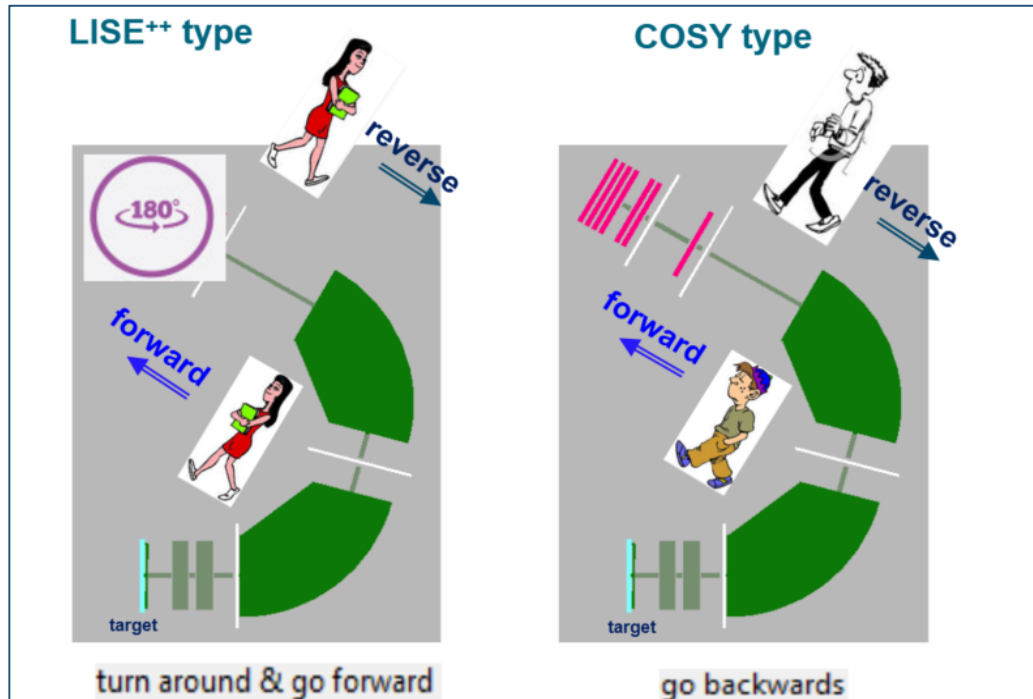 LISE++ type
COSY type
reverse
180°
forward
target
reverse
forward
target
turn around & go forward
go backwards